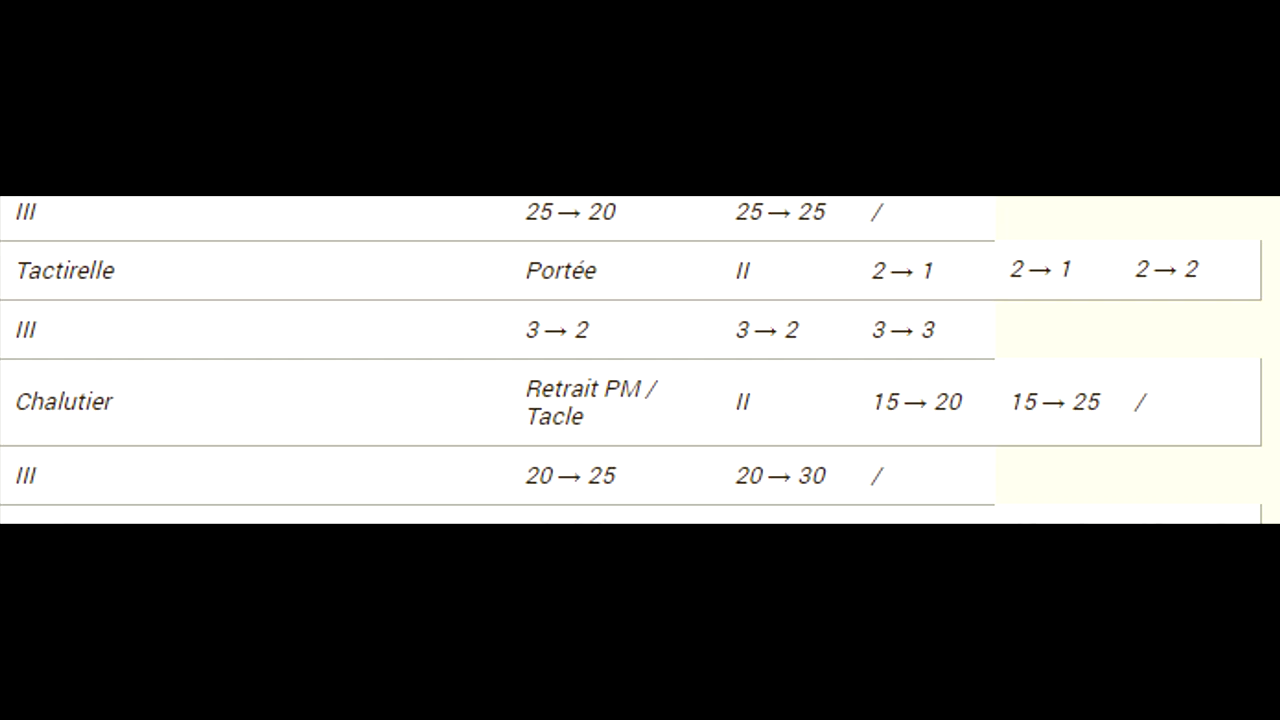 III 25 → 20 25 → 25 /
Tactirelle Portée II 2 → 1 2 → 1 2 → 2
III 3 → 2 3 → 2 3 → 3
Chalutier Retrait PM / Tacle II 15 → 20 15 → 25 /
III 20 → 25 20 → 30 /